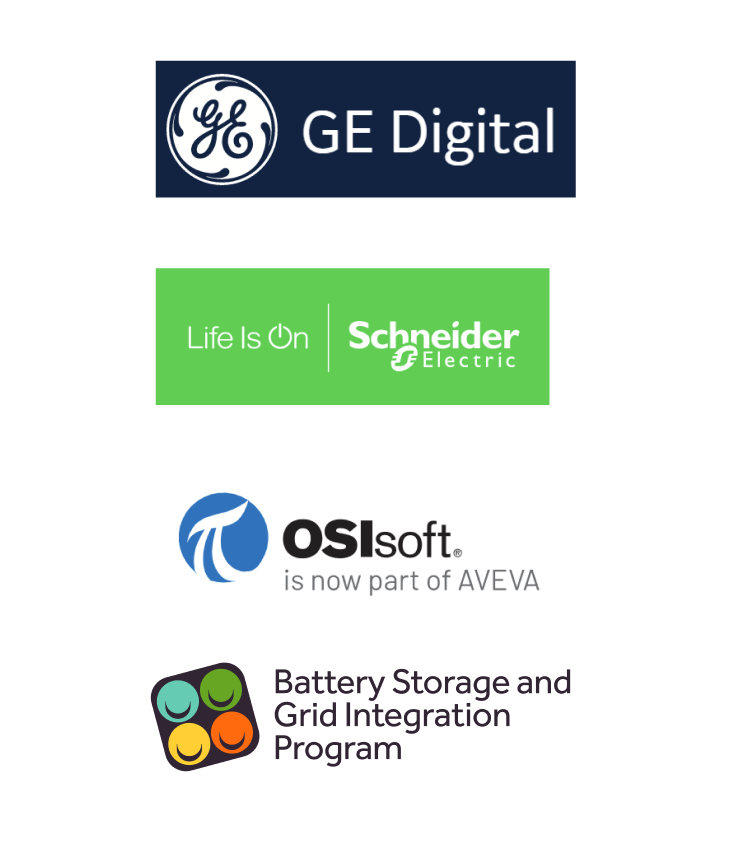 GE GE Digital
Life Is On Schneider
Electric
OSIsoft®
is now part of AVEVA
Battery Storage and
Grid Integration
Program